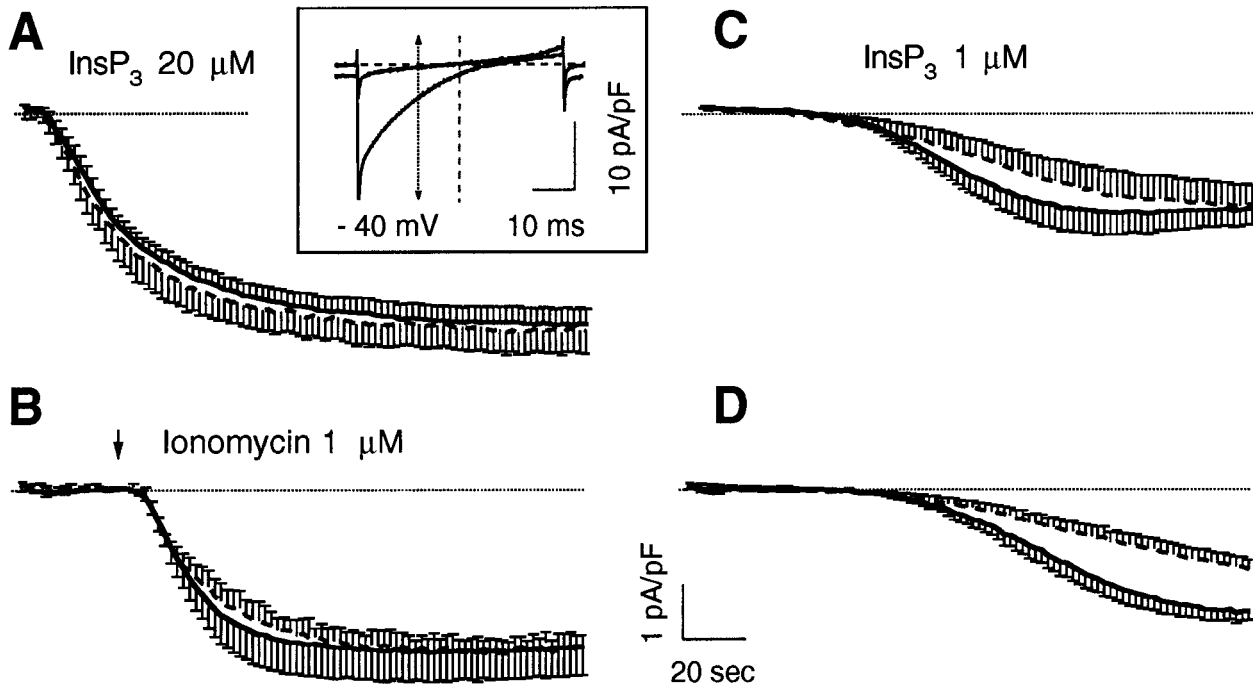 A
InsP3 20 µM
- 40 mV
10 ms
10 pA/pF
C
InsP3 1 µM
B
Ionomycin 1 µM
D
1 pA/pF
20 sec